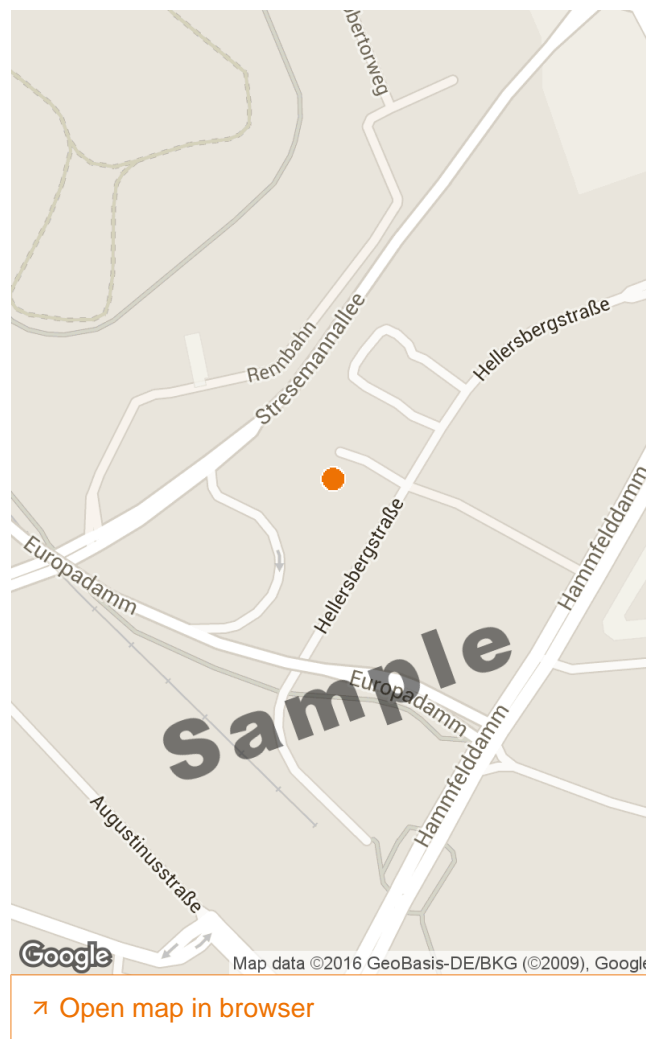 Obertorweg
Rennbahn
Stresemannallee
Hellersbergstraße
Hellersbergstraße
Hammfelddamm
Europadamm
Sample
Europadamm
Hammfelddamm
Augustinusstraße
Google
Map data ©2016 GeoBasis-DE/BKG (©2009), Google
Open map in browser